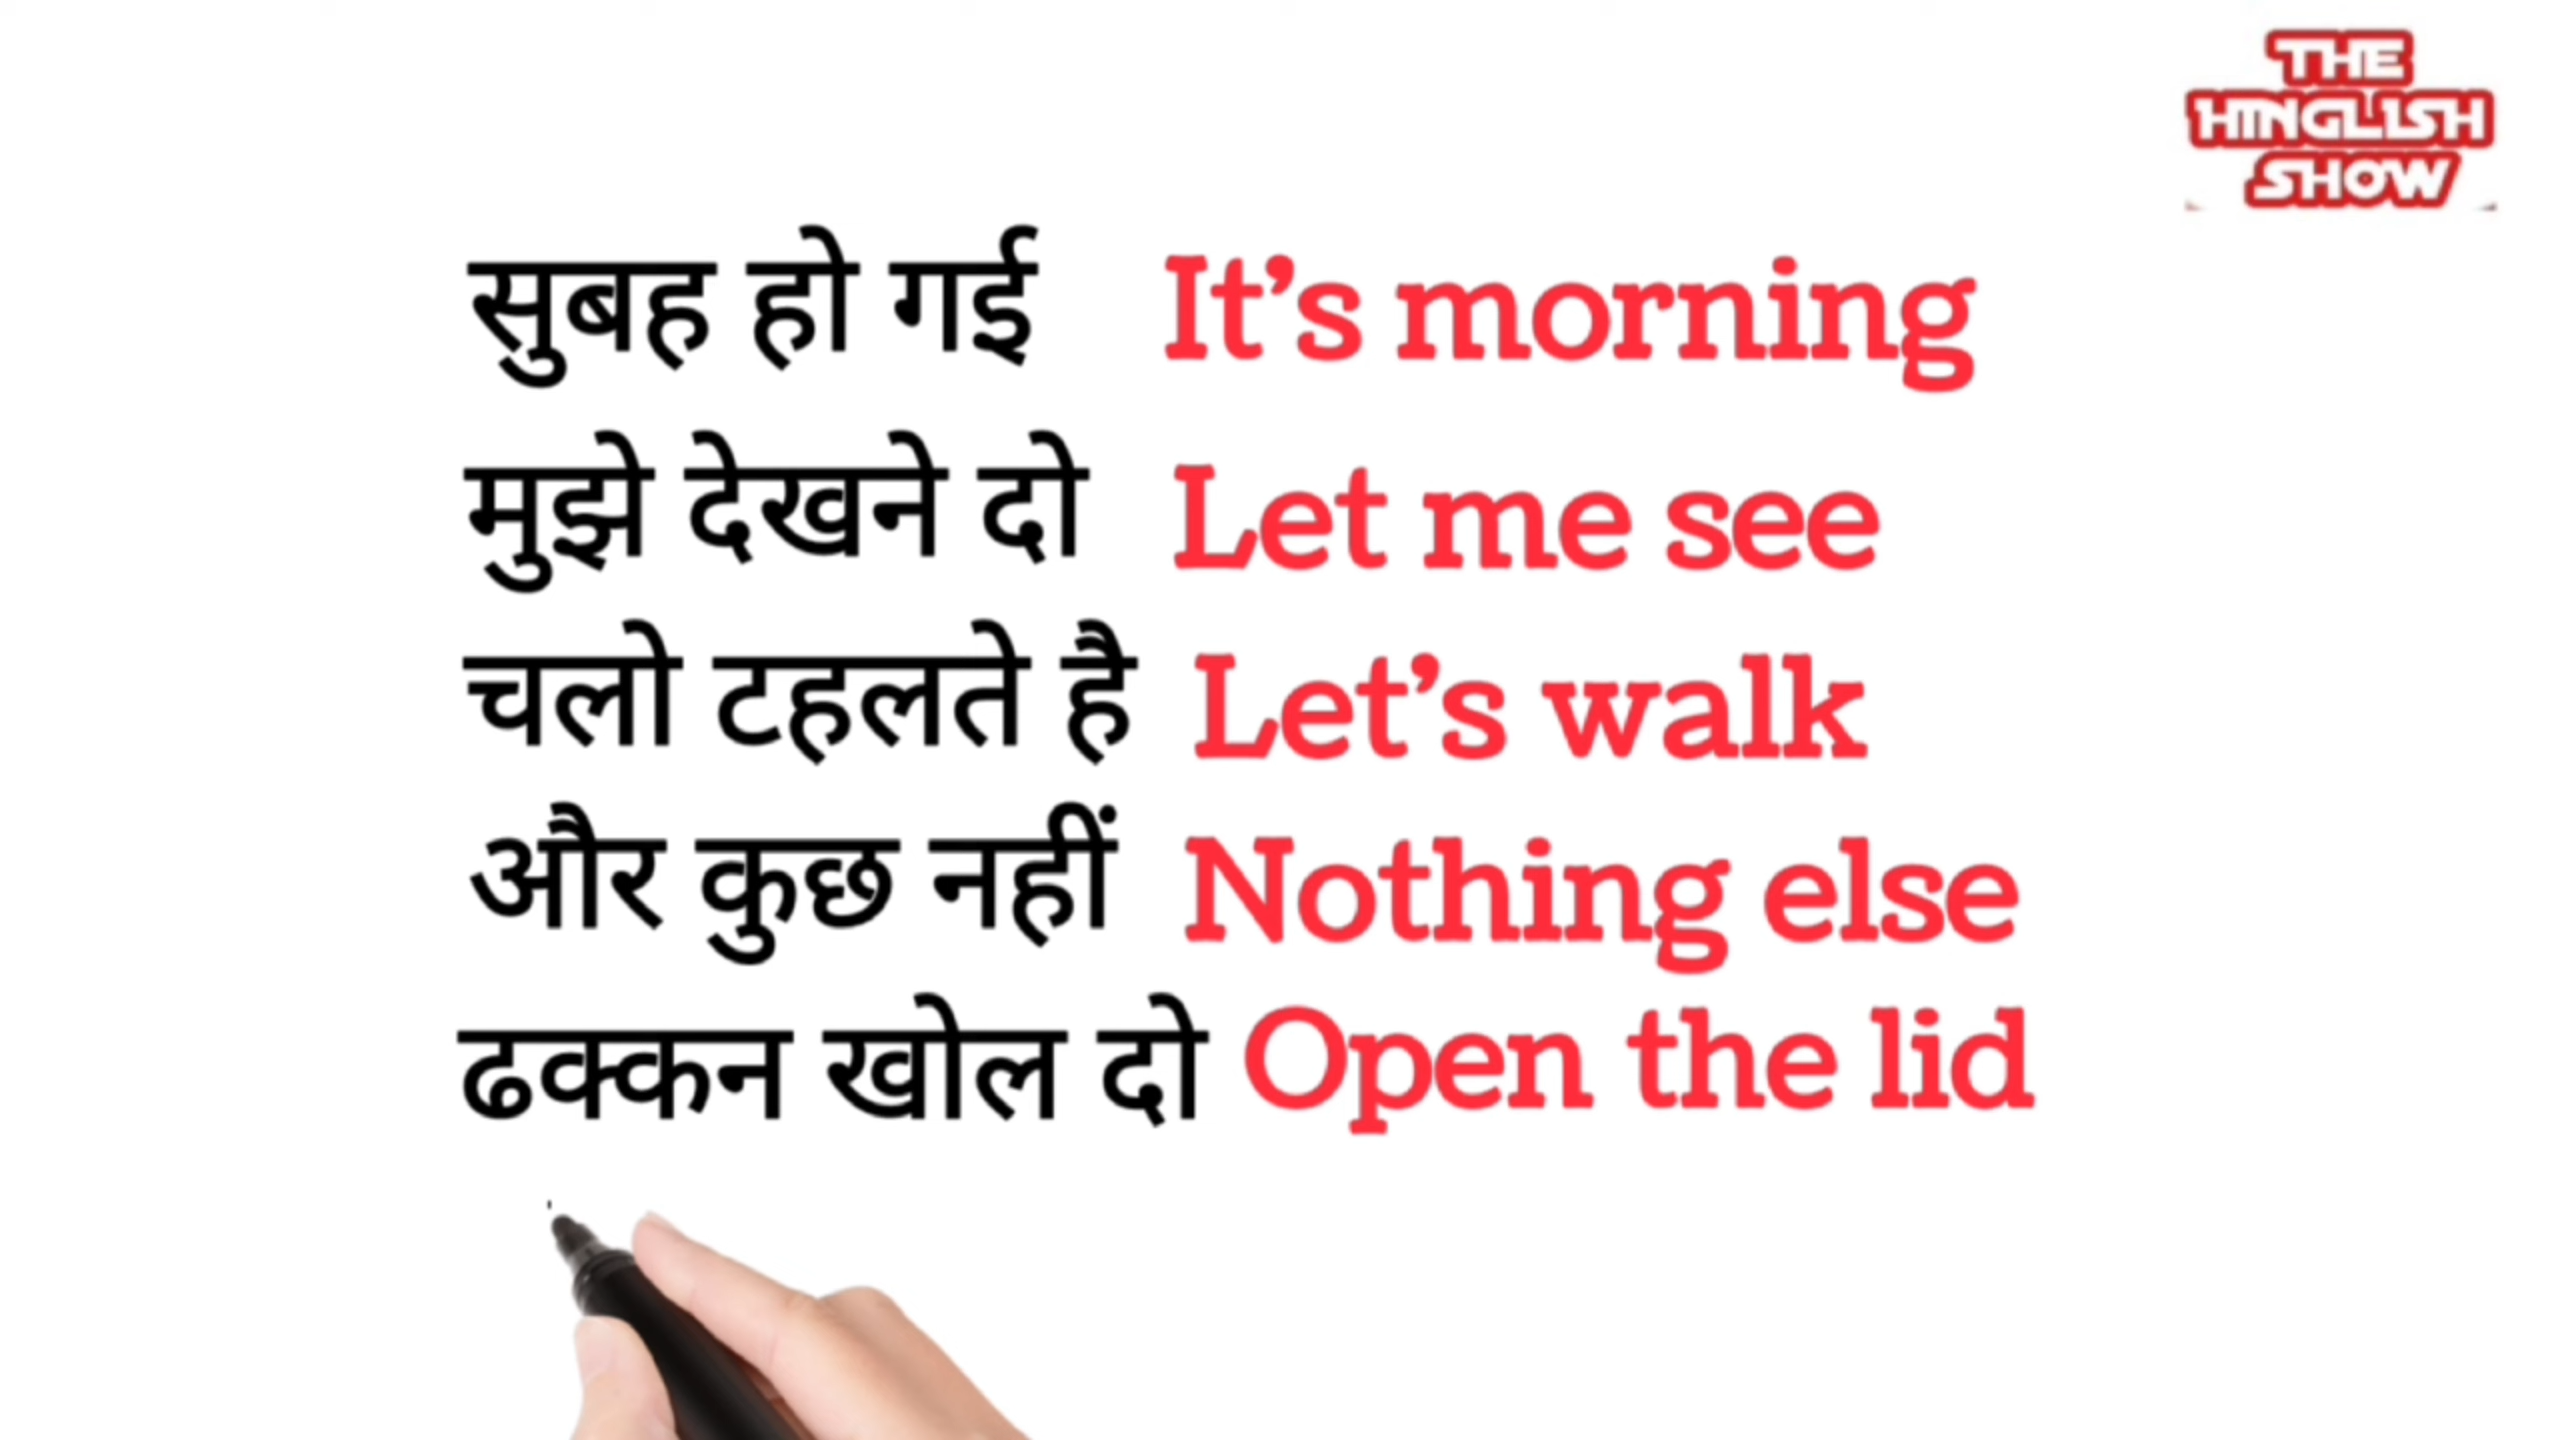 THE
HINGLISH
SHOW
सुबह हो गई It’s morning
मुझे देखने दो Let me see
चलो टहलते है Let’s walk
और कुछ नहीं Nothing else
ढक्कन खोल दो Open the lid